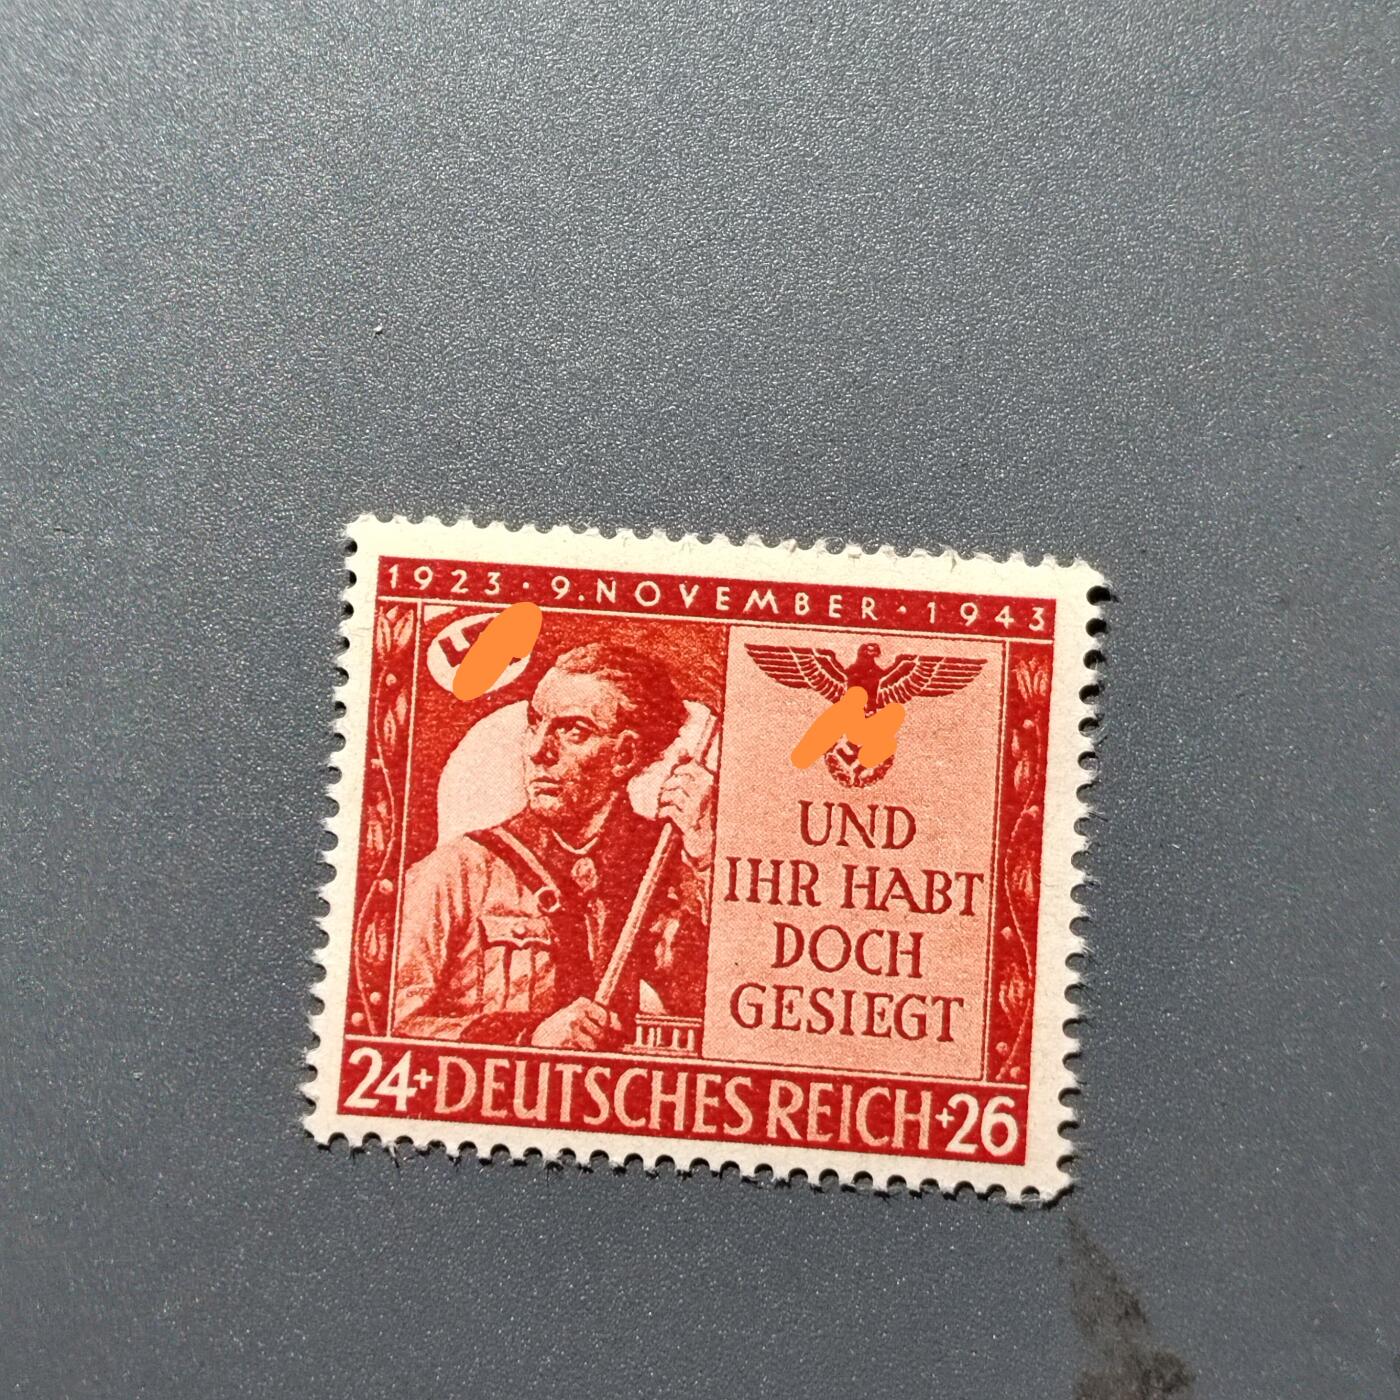 1923 · 9. NOVEMBER · 1943
UND
IHR HABT
DOCH
GESIEGT
24+ DEUTSCHES REICH +26